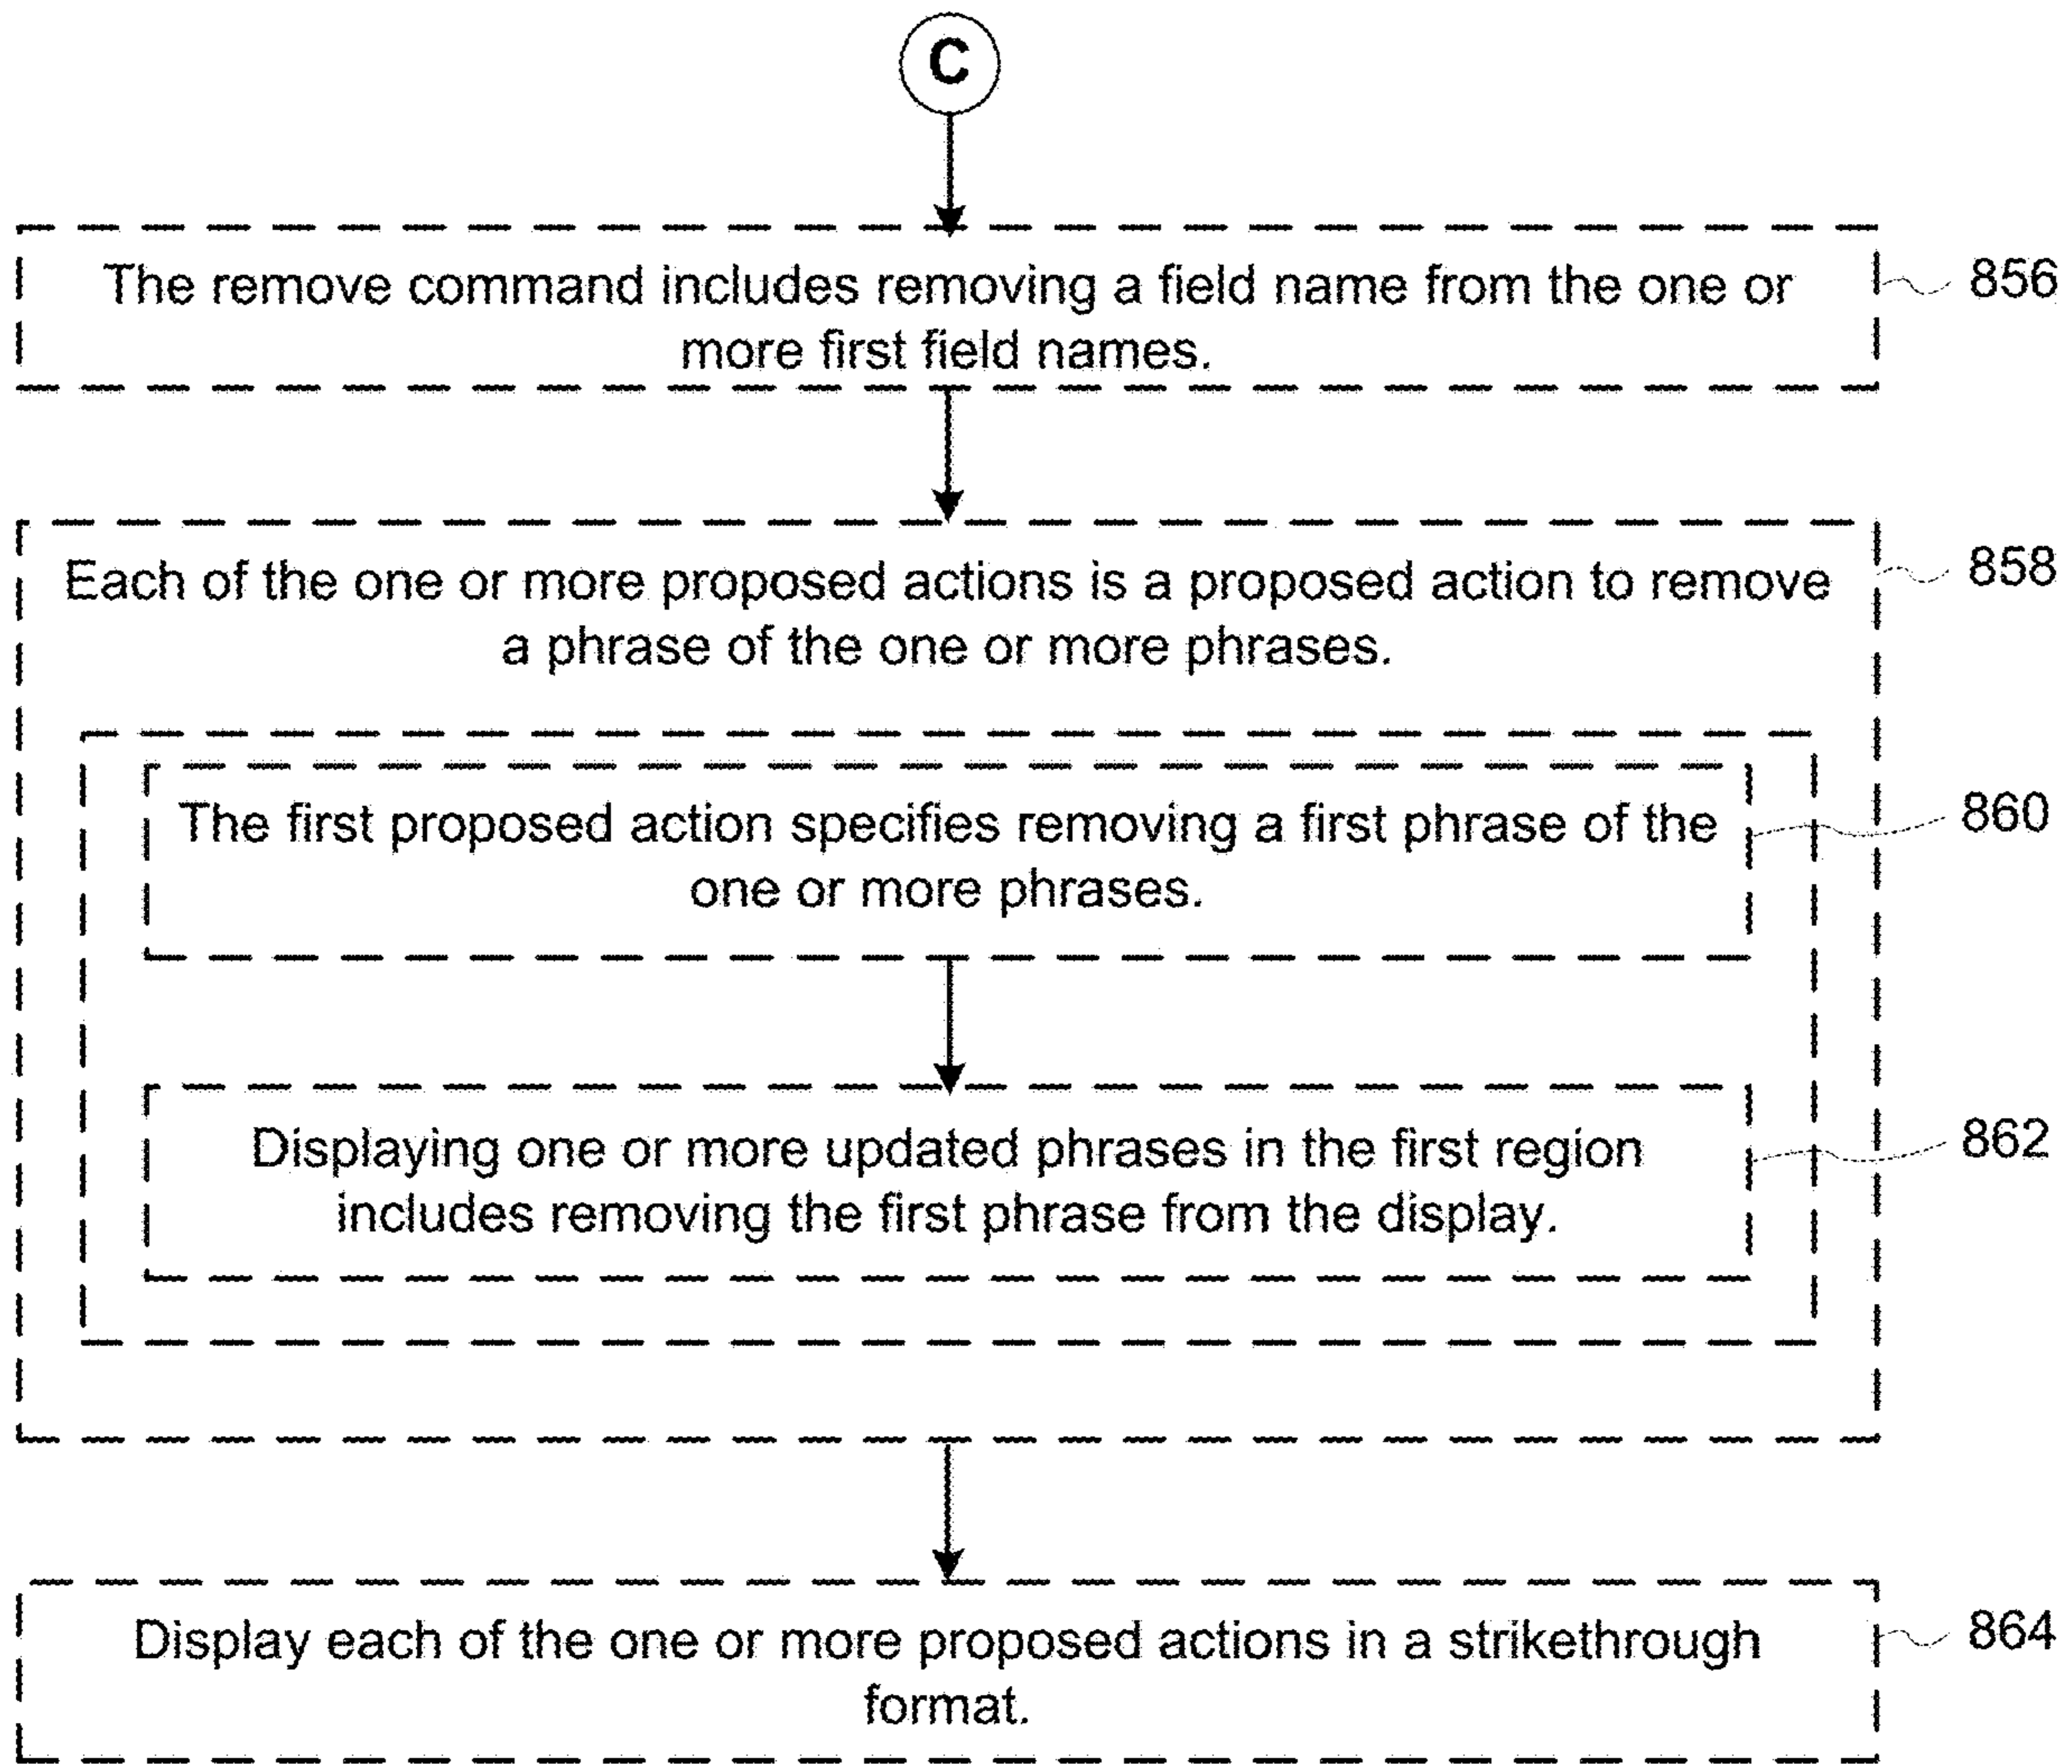 C
The remove command includes removing a field name from the one or
more first field names.
856
Each of the one or more proposed actions is a proposed action to remove
a phrase of the one or more phrases.
858
The first proposed action specifies removing a first phrase of the
one or more phrases.
860
Displaying one or more updated phrases in the first region
includes removing the first phrase from the display.
862
Display each of the one or more proposed actions in a strikethrough
format.
864